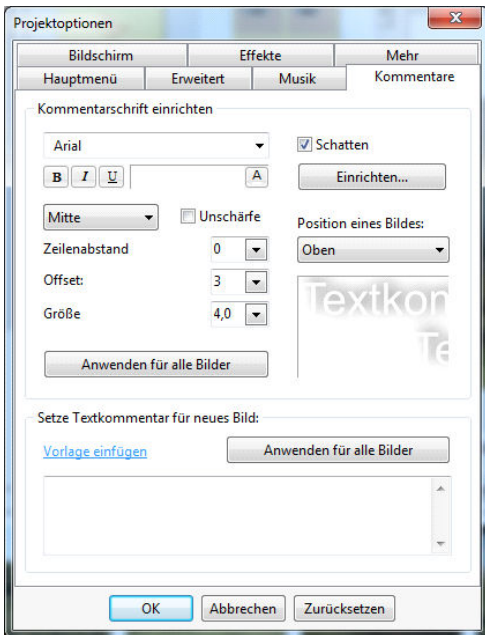 Projektoptionen
Bildschirm Effekte Mehr
Hauptmenü Erweitert Musik Kommentare
Kommentarschrift einrichten
Arial Schatten
B I U A Einrichten...
Mitte Unschärfe Position eines Bildes:
Zeilenabstand 0 Oben
Offset: 3
Größe 4,0
Textkom
Te
Anwenden für alle Bilder
Setze Textkommentar für neues Bild:
Vorlage einfügen Anwenden für alle Bilder
OK Abbrechen Zurücksetzen